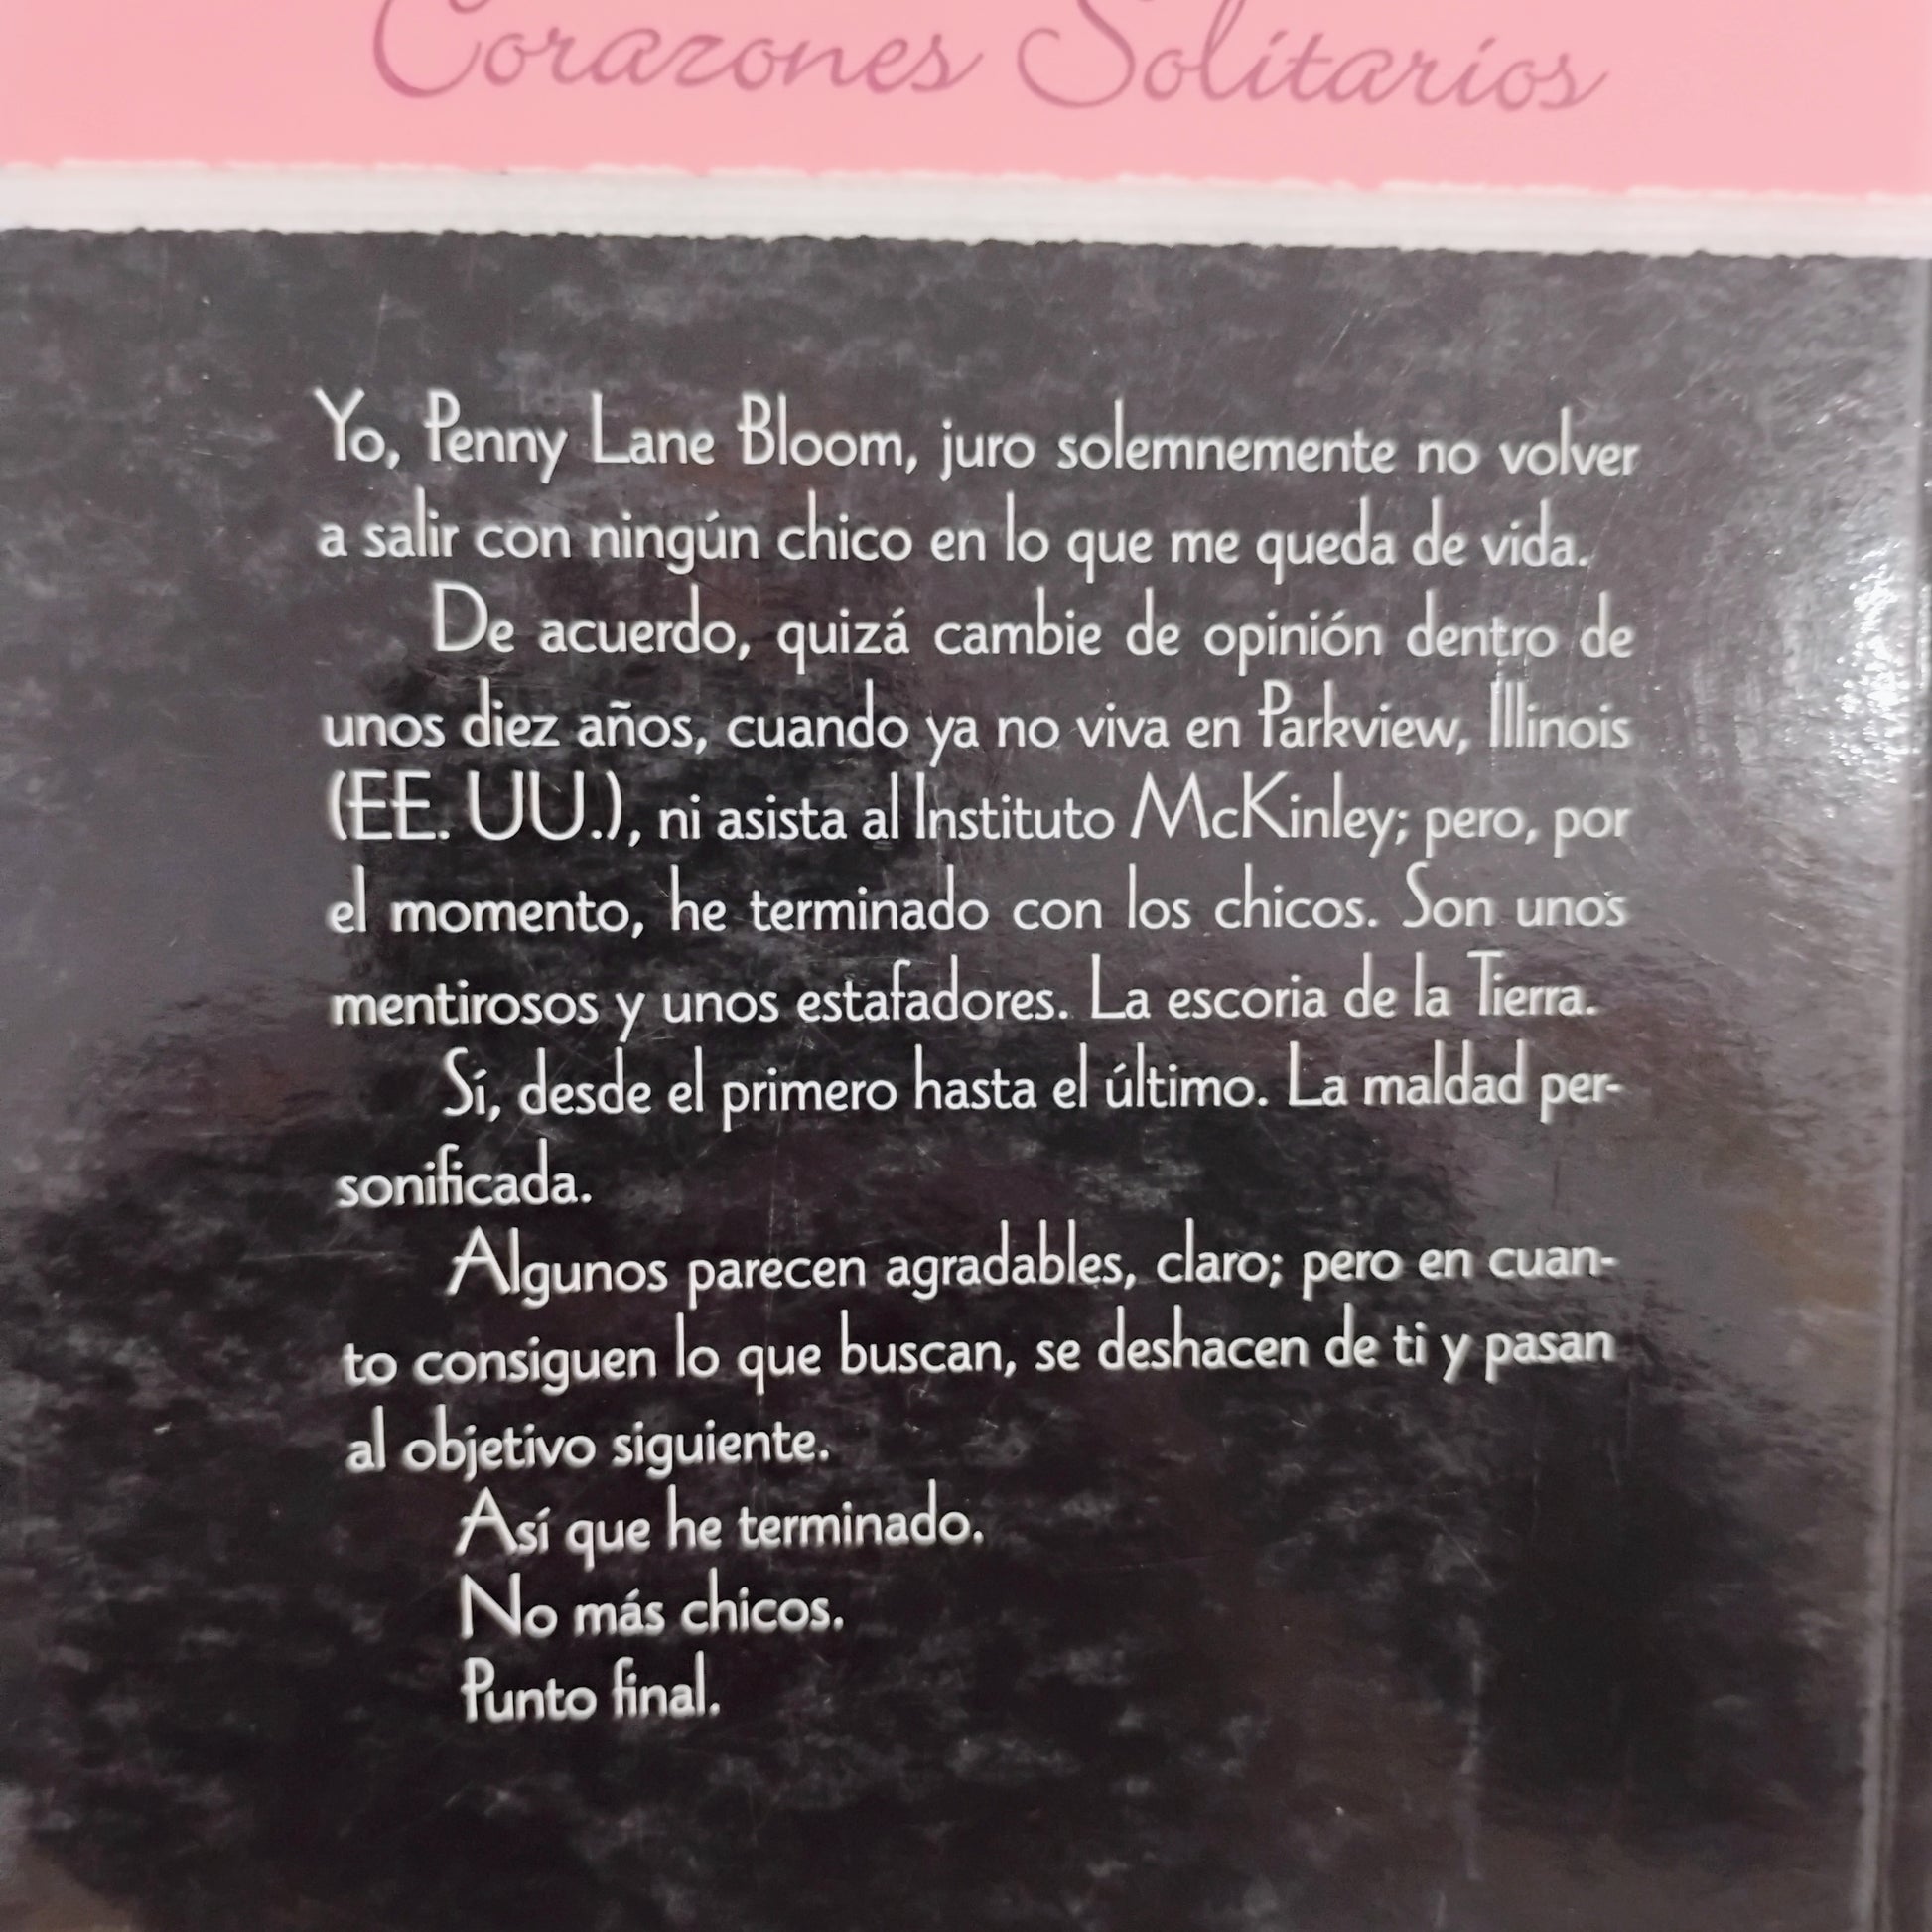 Corazones Solitarios
Yo, Penny Lane Bloom, juro solemnemente no volver
a salir con ningún chico en lo que me queda de vida.
De acuerdo, quizá cambie de opinión dentro de
unos diez años, cuando ya no viva en Parkview, Illinois
(EE. UU.), ni asista al Instituto McKinley; pero, por
el momento, he terminado con los chicos. Son unos
mentirosos y unos estafadores. La escoria de la Tierra.
Sí, desde el primero hasta el último. La maldad per-
sonificada.
Algunos parecen agradables, claro; pero en cuan-
to consiguen lo que buscan, se deshacen de ti y pasan
al objetivo siguiente.
Así que he terminado.
No más chicos.
Punto final.